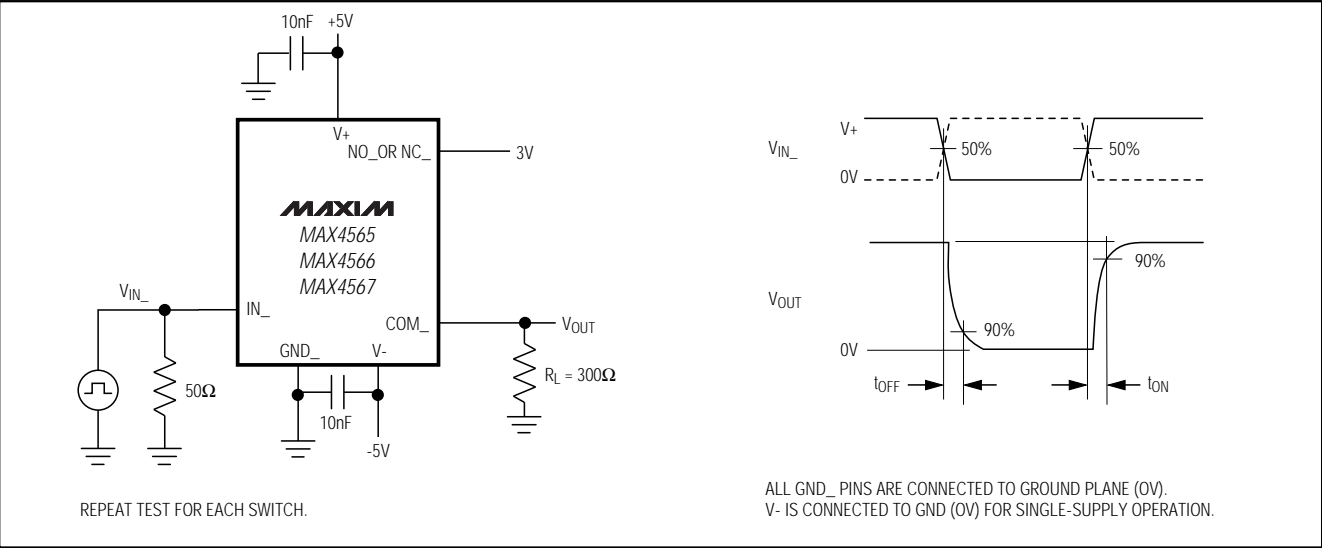 10nF +5V
V+
NO_OR NC_
3V
MAXIM
MAX4565
MAX4566
MAX4567
VIN_
IN_
COM_
VOUT
GND_ V-
50Ω
10nF
RL = 300Ω
-5V
REPEAT TEST FOR EACH SWITCH.
V+
VIN_
50% 50%
0V
90%
VOUT
90%
0V
tOFF tON
ALL GND_ PINS ARE CONNECTED TO GROUND PLANE (OV).
V- IS CONNECTED TO GND (OV) FOR SINGLE-SUPPLY OPERATION.